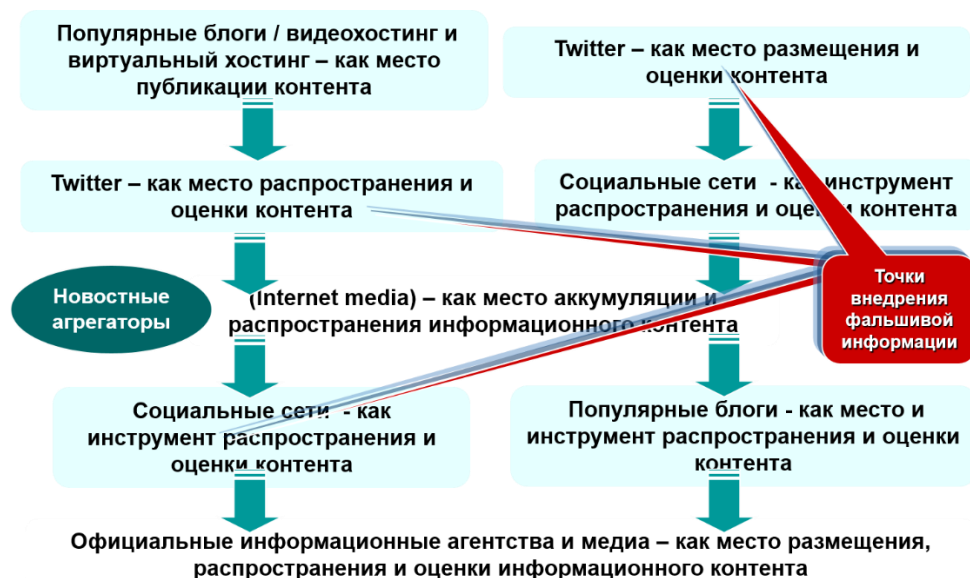 Популярные блоги / видеохостинг и
виртуальный хостинг – как место
публикации контента
Twitter – как место размещения и
оценки контента
Twitter – как место распространения и
оценки контента
Социальные сети - как инструмент
распространения и оценки контента
Новостные
агрегаторы
(Internet media) – как место аккумуляции и
распространения информационного контента
Точки
внедрения
фальшивой
информации
Социальные сети - как
инструмент распространения и
оценки контента
Популярные блоги - как место и
инструмент распространения и оценки
контента
Официальные информационные агентства и медиа – как место размещения,
распространения и оценки информационного контента